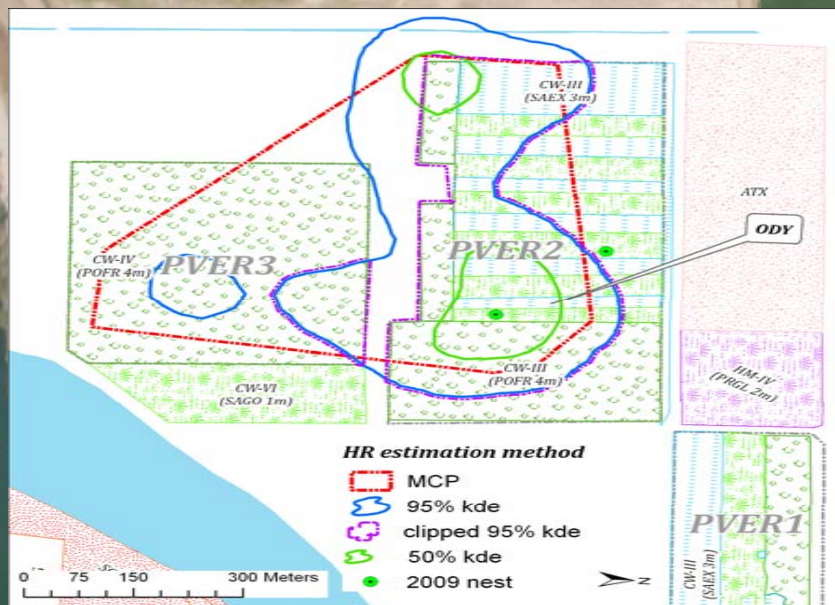 CW-III
(SAEX 3m)
ATX
ODY
CW-IV
(POFR 4m)
PVER3
PVER2
CW-III
(POFR 4m)
CW-VI
(SAGO 1m)
HM-IV
(PRGL 2m)
HR estimation method
MCP
95% kde
clipped 95% kde
50% kde
2009 nest
PVER1
CW-III
(SAEX 3m)
0 75 150 300 Meters
N